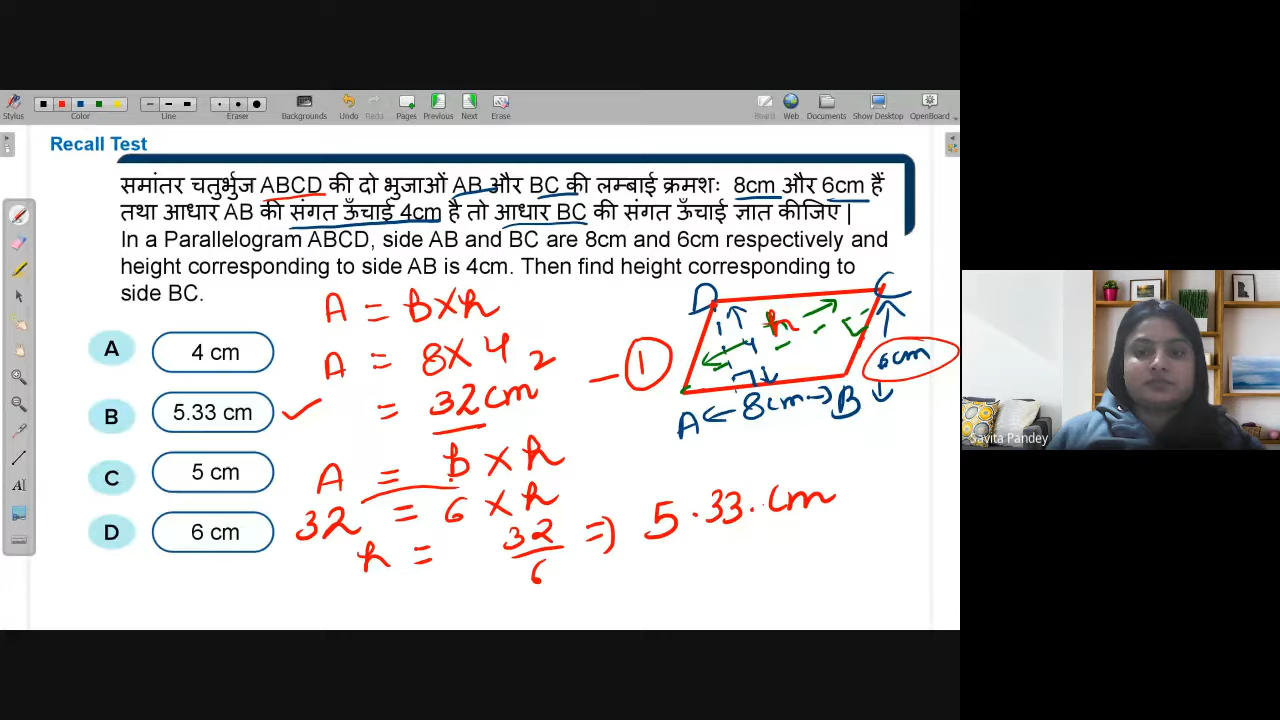 Stylus
Color
Line
Eraser
Backgrounds
Undo
Redo
Pages
Previous
Next
Erase
Board
Web
Documents
Show Desktop
OpenBoard
Recall Test
समांतर चतुर्भुज ABCD की दो भुजाओं AB और BC की लम्बाई क्रमशः 8cm और 6cm हैं
तथा आधार AB की संगत ऊँचाई 4cm है तो आधार BC की संगत ऊँचाई ज्ञात कीजिए |
In a Parallelogram ABCD, side AB and BC are 8cm and 6cm respectively and
height corresponding to side AB is 4cm. Then find height corresponding to
side BC.
A 4 cm
B 5.33 cm
C 5 cm
D 6 cm
A = b×h
A = 8×4
= 32cm2
A = b×h
32 = 6×h
h = 32/6 ⇒ 5.33.cm
1
D
C
h
4
6cm
A ← 8cm → B
Savita Pandey